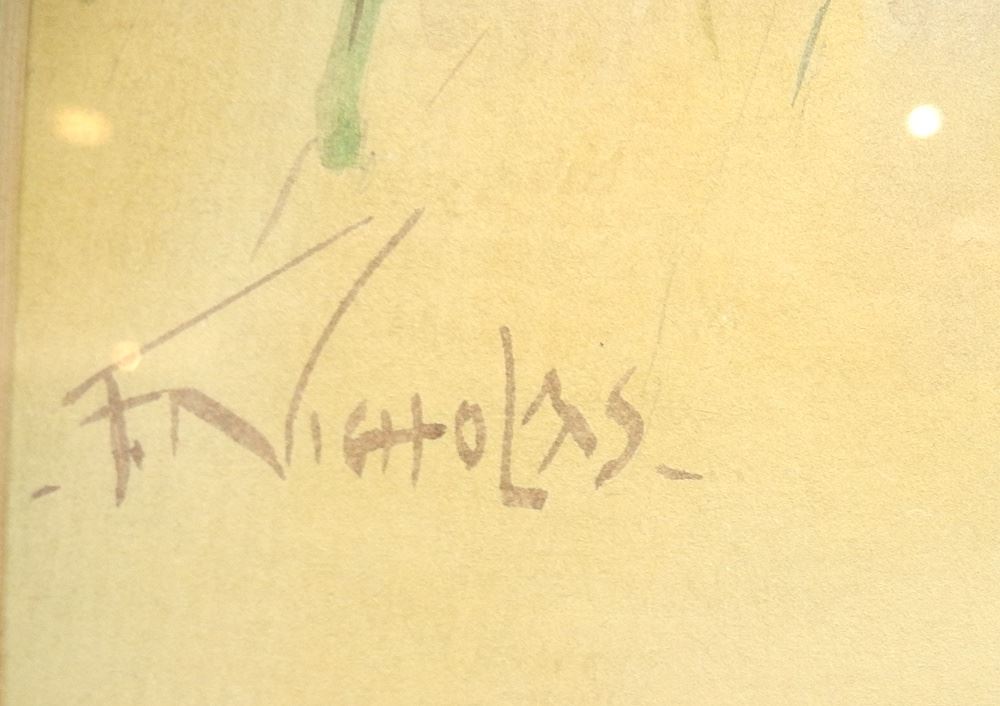 - F. NICHOLAS -